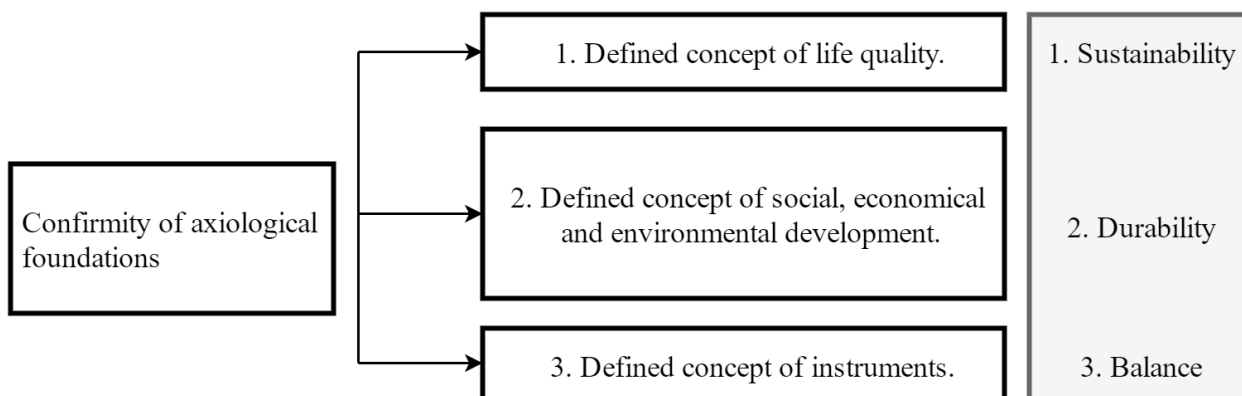 1. Defined concept of life quality.
1. Sustainability
Confirmity of axiological
foundations
2. Defined concept of social, economical
and environmental development.
2. Durability
3. Defined concept of instruments.
3. Balance